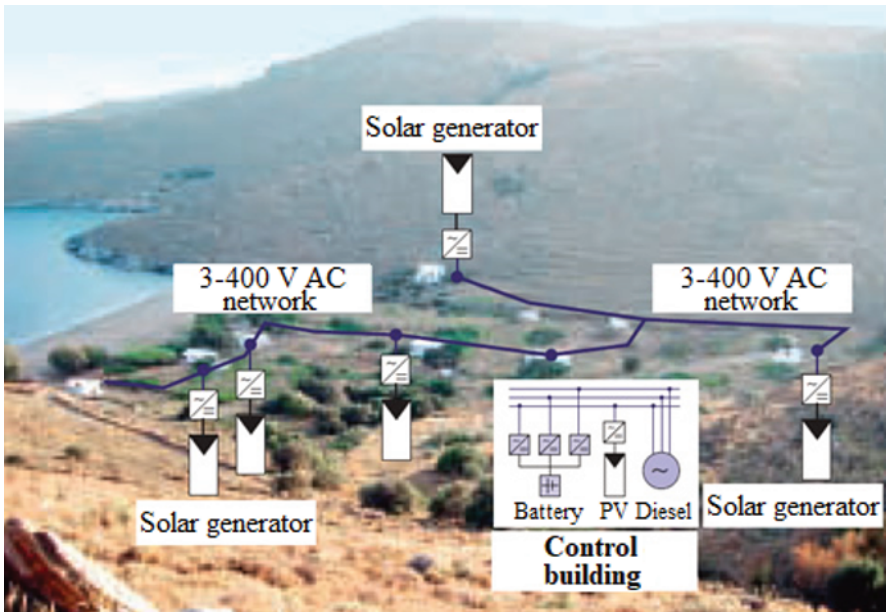 Solar generator
3-400 V AC
network
3-400 V AC
network
Battery PV Diesel
Solar generator
Solar generator
Control
building